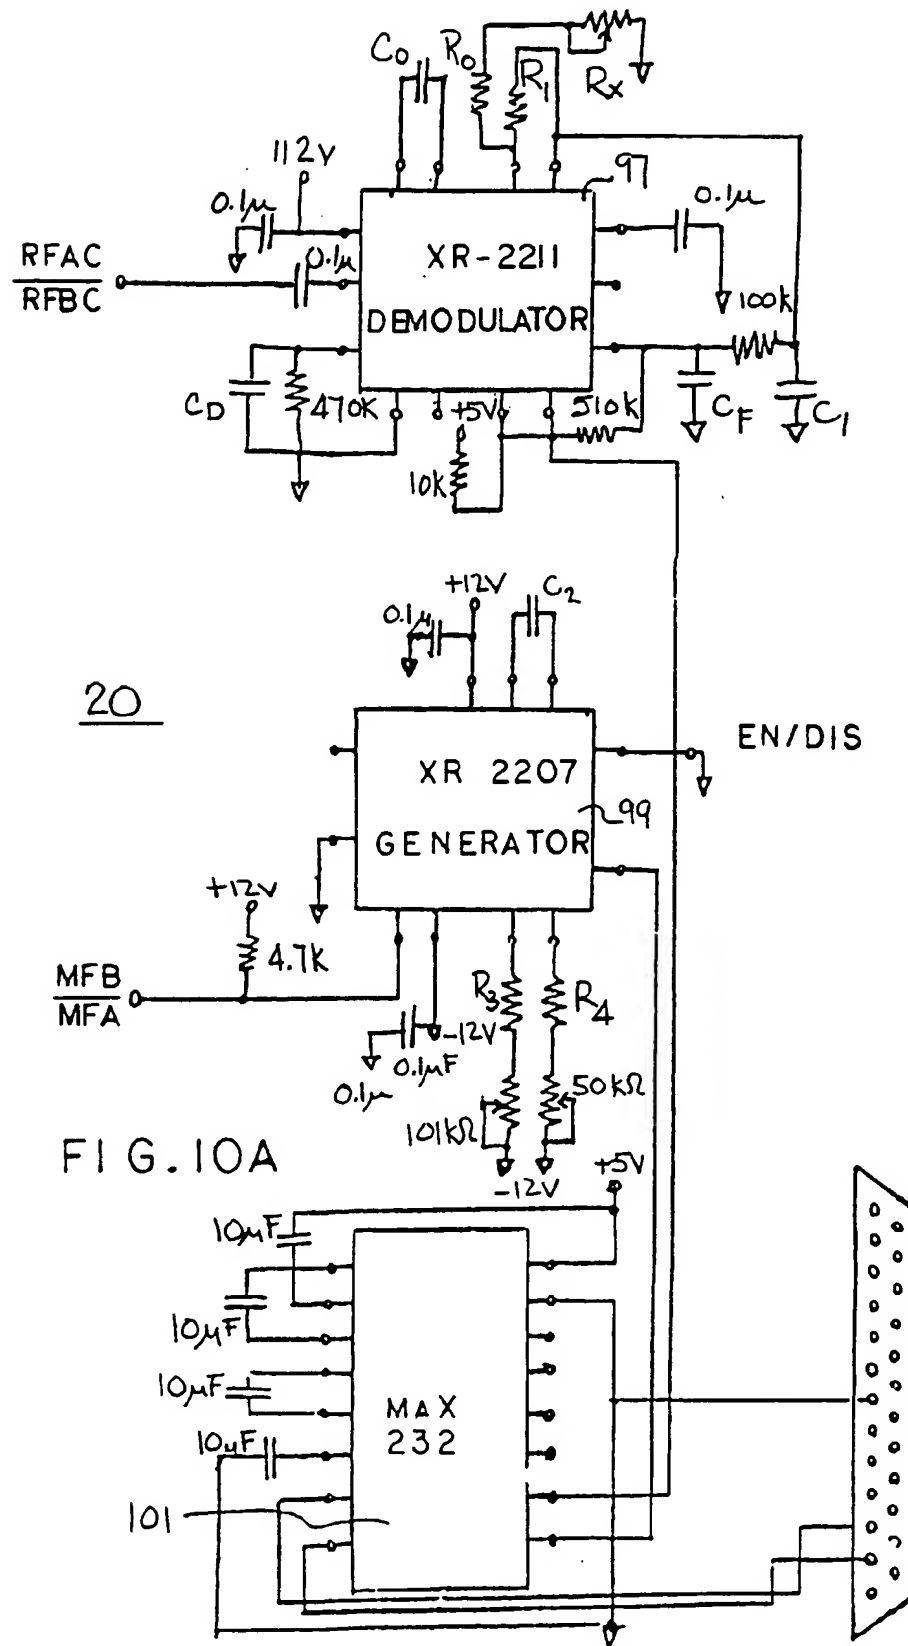 C0
R0
R1
Rx
112V
97
0.1μ
0.1μ
0.1μ
RFAC
RFBC
XR-2211
DEMODULATOR
100k
CD
470K
+5V
510k
CF
C1
10k
+12V
C2
0.1μ
20
EN/DIS
XR 2207
99
GENERATOR
+12V
4.7K
MFB
MFA
R3
R4
-12V
0.1μF
0.1μ
50kΩ
101kΩ
FIG.10A
-12V
+5V
10μF
10μF
10μF
MAX
232
10μF
101